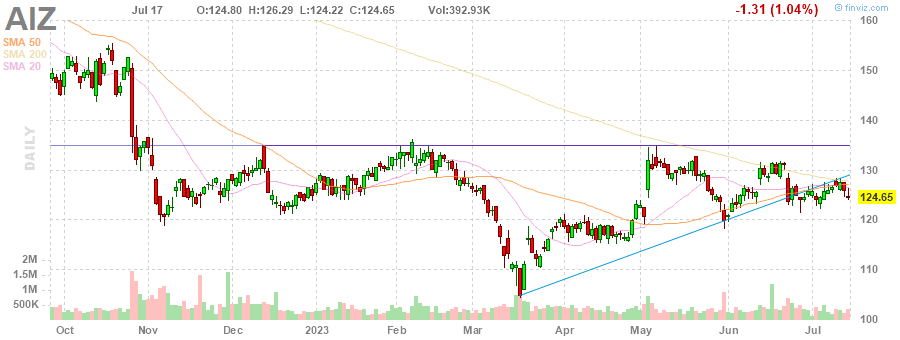 AIZ Jul 17 O:124.80 H:126.29 L:124.22 C:124.65 Vol:392.93K -1.31 (1.04%) © finviz.com
SMA 50
SMA 200
SMA 20
DAILY
160
150
140
130
124.65
120
110
100
2M
1.5M
1M
500K
Oct Nov Dec 2023 Feb Mar Apr May Jun Jul